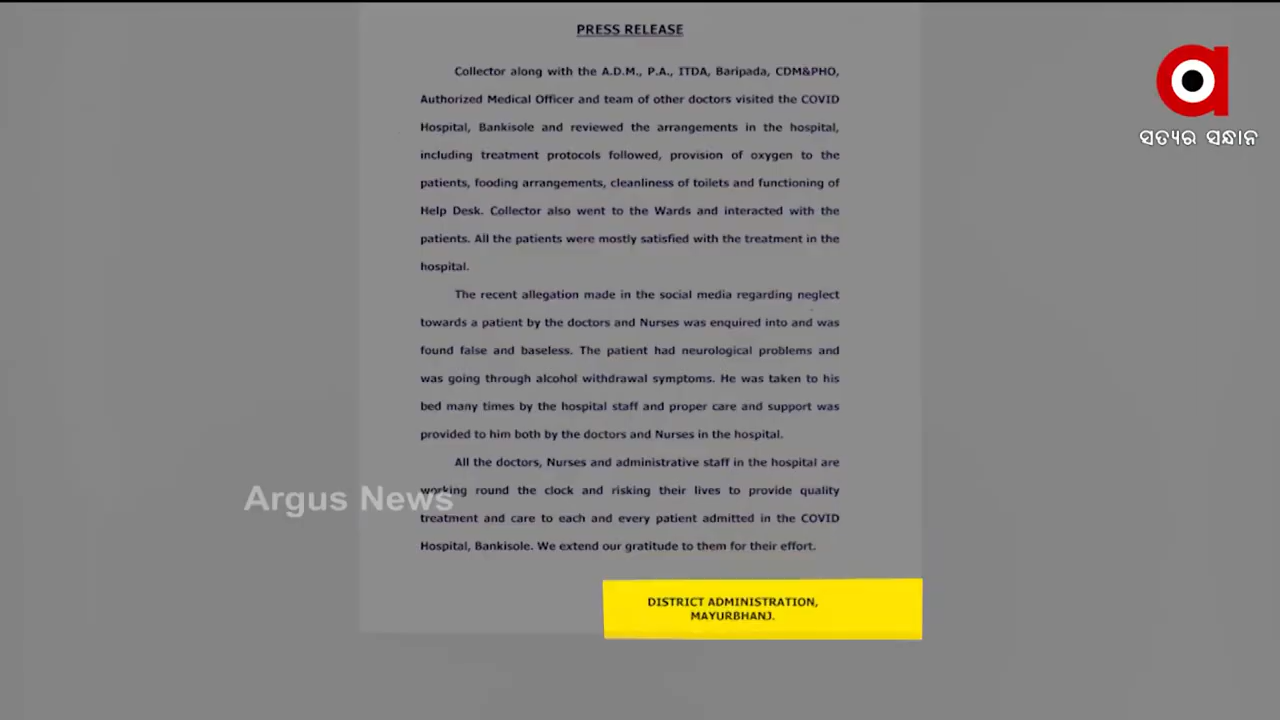 PRESS RELEASE
ସତ୍ୟର ସନ୍ଧାନ
Collector along with the A.D.M., P.A., ITDA, Baripada, CDM&PHO,
Authorized Medical Officer and team of other doctors visited the COVID
Hospital, Bankisole and reviewed the arrangements in the hospital,
including treatment protocols followed, provision of oxygen to the
patients, fooding arrangements, cleanliness of toilets and functioning of
Help Desk. Collector also went to the Wards and interacted with the
patients. All the patients were mostly satisfied with the treatment in the
hospital.
The recent allegation made in the social media regarding neglect
towards a patient by the doctors and Nurses was enquired into and was
found false and baseless. The patient had neurological problems and
was going through alcohol withdrawal symptoms. He was taken to his
bed many times by the hospital staff and proper care and support was
provided to him both by the doctors and Nurses in the hospital.
All the doctors, Nurses and administrative staff in the hospital are
working round the clock and risking their lives to provide quality
treatment and care to each and every patient admitted in the COVID
Hospital, Bankisole. We extend our gratitude to them for their effort.
Argus News
DISTRICT ADMINISTRATION,
MAYURBHANJ.